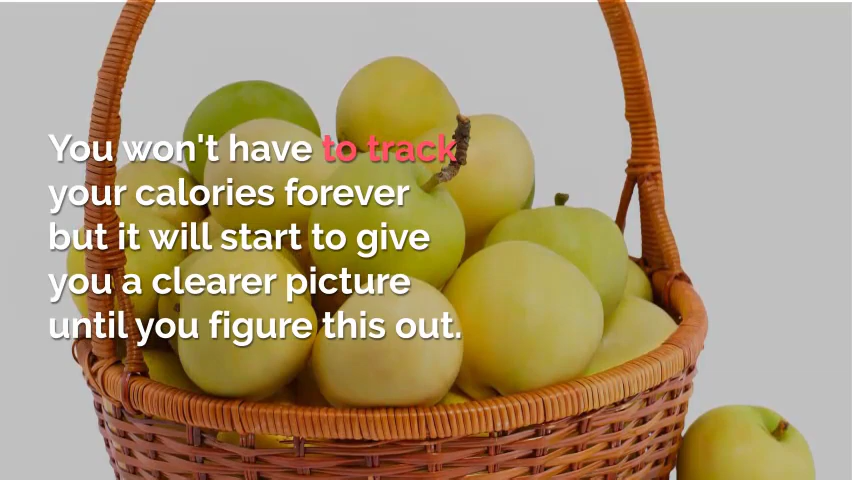 You won't have to track
your calories forever
but it will start to give
you a clearer picture
until you figure this out.